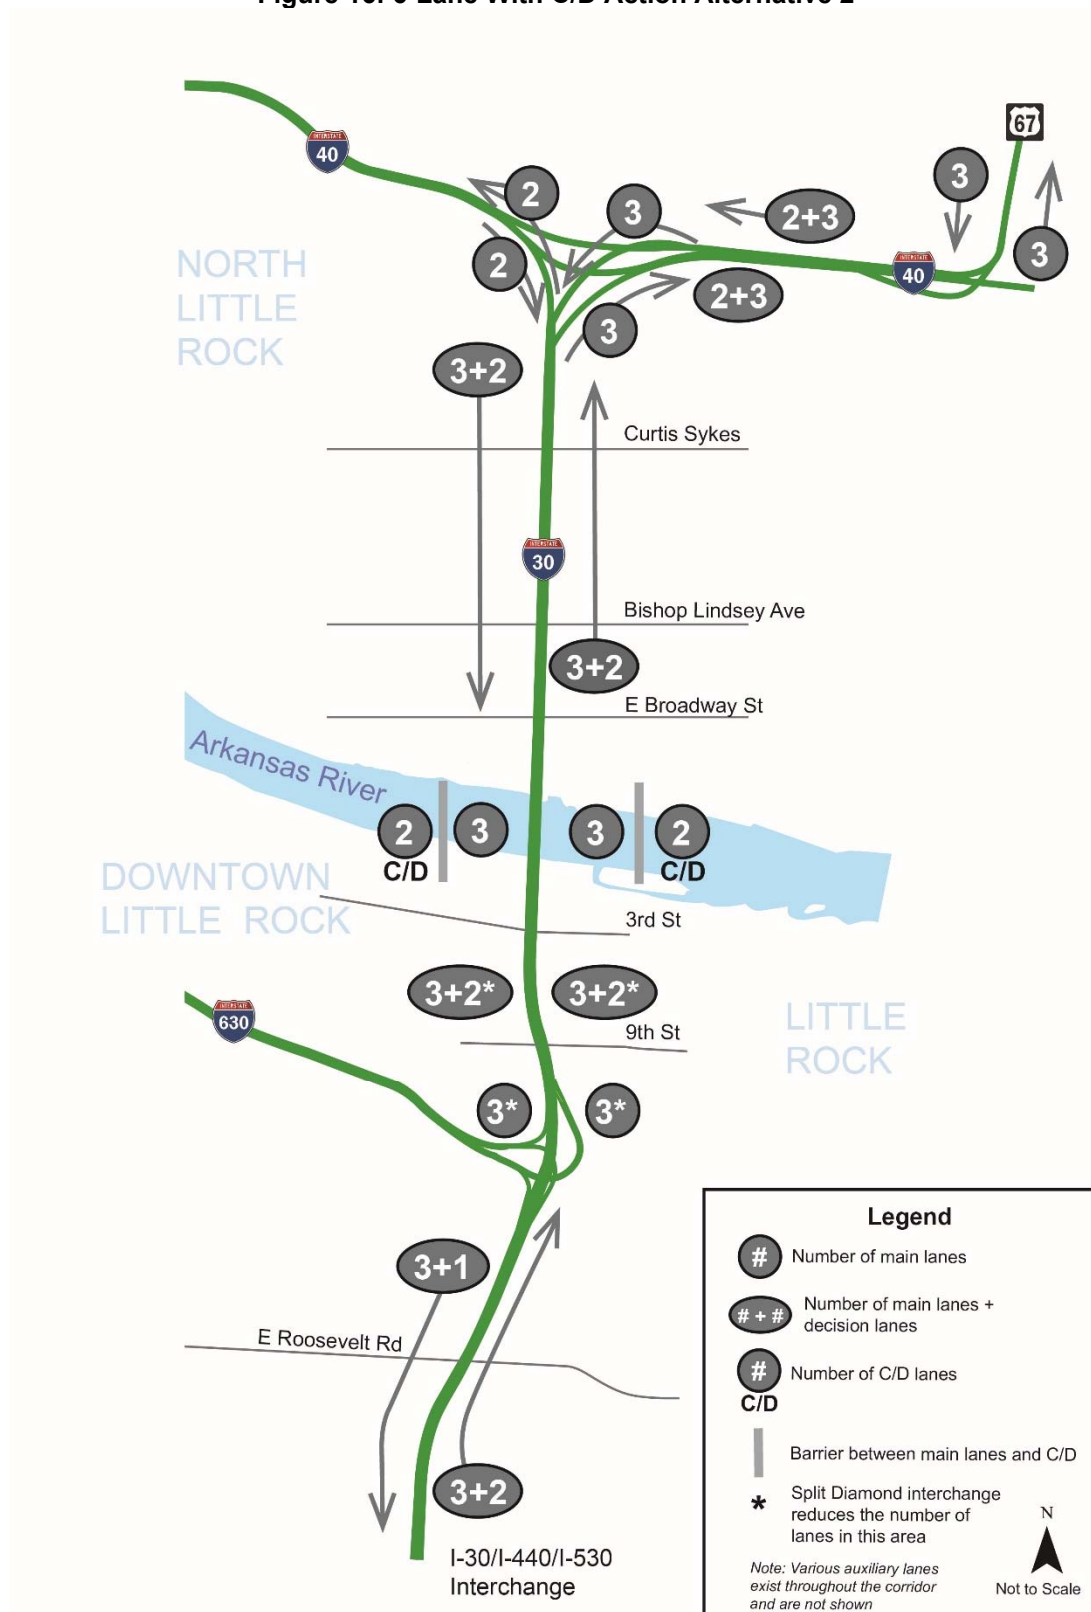 67
INTERSTATE
40
2
3
2+3
3
NORTH
LITTLE
ROCK
2
INTERSTATE
40
3
2+3
3
3+2
Curtis Sykes
INTERSTATE
30
Bishop Lindsey Ave
3+2
E Broadway St
Arkansas River
2
C/D
3
3
2
C/D
DOWNTOWN
LITTLE ROCK
3rd St
3+2*
3+2*
INTERSTATE
630
9th St
LITTLE
ROCK
3*
3*
3+1
E Roosevelt Rd
3+2
I-30/I-440/I-530
Interchange
Legend
# Number of main lanes
# + # Number of main lanes +
decision lanes
# Number of C/D lanes
C/D
Barrier between main lanes and C/D
* Split Diamond interchange
reduces the number of
lanes in this area
Note: Various auxiliary lanes
exist throughout the corridor
and are not shown
N
Not to Scale